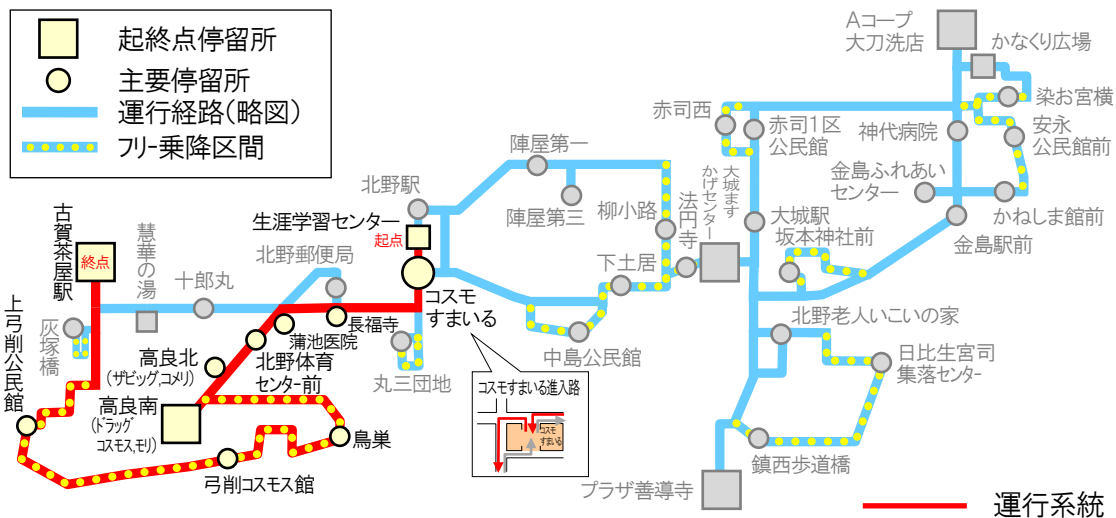 起終点停留所
主要停留所
運行経路(略図)
フリー乗降区間
Aコープ
大刀洗店
かなくり広場
染お宮横
安永
公民館前
神代病院
金島ふれあい
センター
かねしま館前
金島駅前
赤司西
赤司1区
公民館
大城ます
かげセンター
法円寺
大城駅
坂本神社前
陣屋第一
陣屋第三
柳小路
下土居
中島公民館
北野駅
生涯学習センター
起点
コスモ
すまいる
北野郵便局
長福寺
蒲池医院
北野体育
センター前
高良北
(ザビッグ,コメリ)
高良南
(ドラッグ
コスモス,モリ)
古賀茶屋駅
終点
慧華の湯
十郎丸
灰塚橋
上弓削公民館
弓削コスモス館
鳥巣
丸三団地
コスモすまいる進入路
コスモ
すまいる
北野老人いこいの家
日比生宮司
集落センター
鎮西歩道橋
プラザ善導寺
運行系統